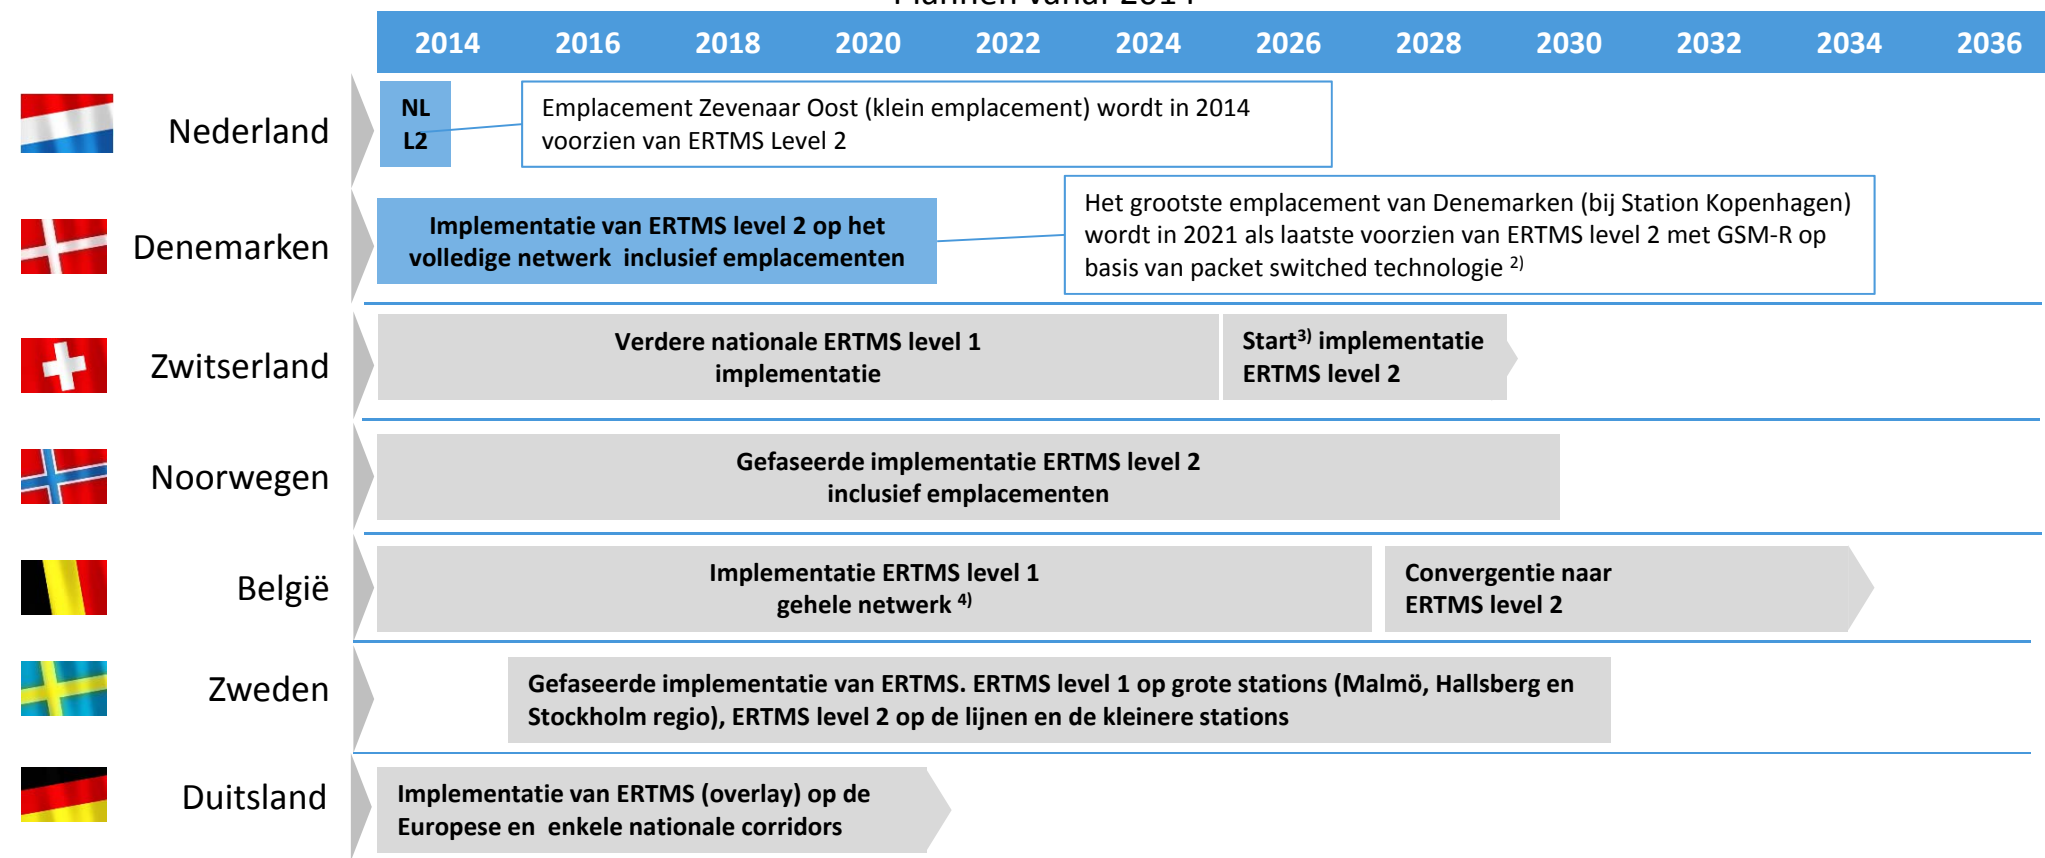 Plannen vanaf 2014
2014 2016 2018 2020 2022 2024 2026 2028 2030 2032 2034 2036
Nederland
NL
L2
Emplacement Zevenaar Oost (klein emplacement) wordt in 2014
voorzien van ERTMS Level 2
Denemarken
Implementatie van ERTMS level 2 op het
volledige netwerk inclusief emplacementen
Het grootste emplacement van Denemarken (bij Station Kopenhagen)
wordt in 2021 als laatste voorzien van ERTMS level 2 met GSM-R op
basis van packet switched technologie 2)
Zwitserland
Verdere nationale ERTMS level 1
implementatie
Start3) implementatie
ERTMS level 2
Noorwegen
Gefaseerde implementatie ERTMS level 2
inclusief emplacementen
België
Implementatie ERTMS level 1
gehele netwerk 4)
Convergentie naar
ERTMS level 2
Zweden
Gefaseerde implementatie van ERTMS. ERTMS level 1 op grote stations (Malmö, Hallsberg en
Stockholm regio), ERTMS level 2 op de lijnen en de kleinere stations
Duitsland
Implementatie van ERTMS (overlay) op de
Europese en enkele nationale corridors